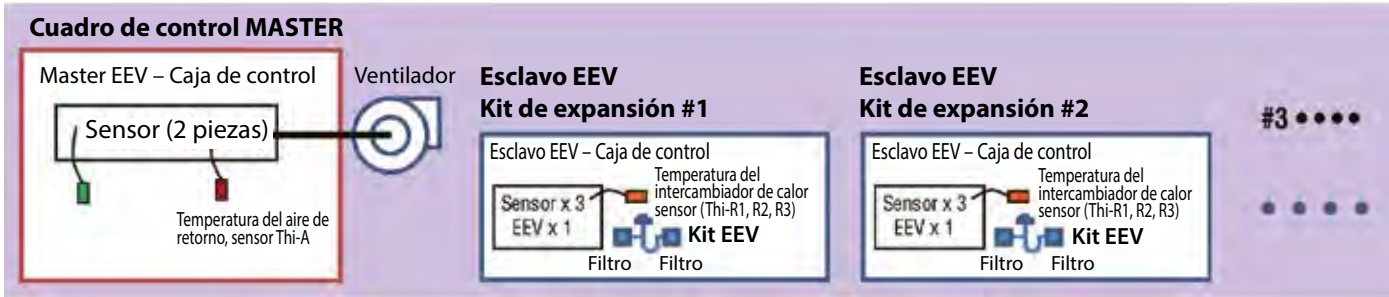 Cuadro de control MASTER
Master EEV – Caja de control
Sensor (2 piezas)
Temperatura del aire de
retorno, sensor Thi-A
Ventilador
Esclavo EEV
Kit de expansión #1
Esclavo EEV – Caja de control
Sensor x 3
EEV x 1
Temperatura del
intercambiador de calor
sensor (Thi-R1, R2, R3)
Kit EEV
Filtro Filtro
Esclavo EEV
Kit de expansión #2
Esclavo EEV – Caja de control
Sensor x 3
EEV x 1
Temperatura del
intercambiador de calor
sensor (Thi-R1, R2, R3)
Kit EEV
Filtro Filtro
#3 ••••